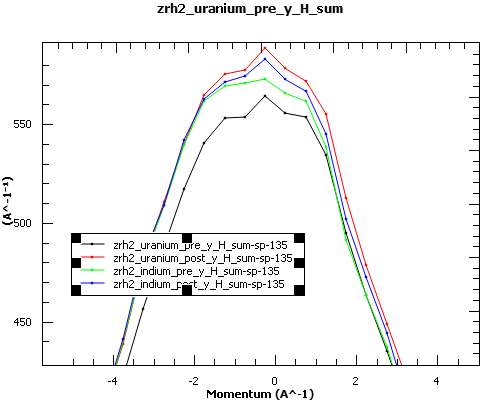 zrh2_uranium_pre_y_H_sum
550
500
450
(A^-1⁻¹)
zrh2_uranium_pre_y_H_sum-sp-135
zrh2_uranium_post_y_H_sum-sp-135
zrh2_indium_pre_y_H_sum-sp-135
zrh2_indium_post_y_H_sum-sp-135
-4 -2 0 2 4
Momentum (A^-1)